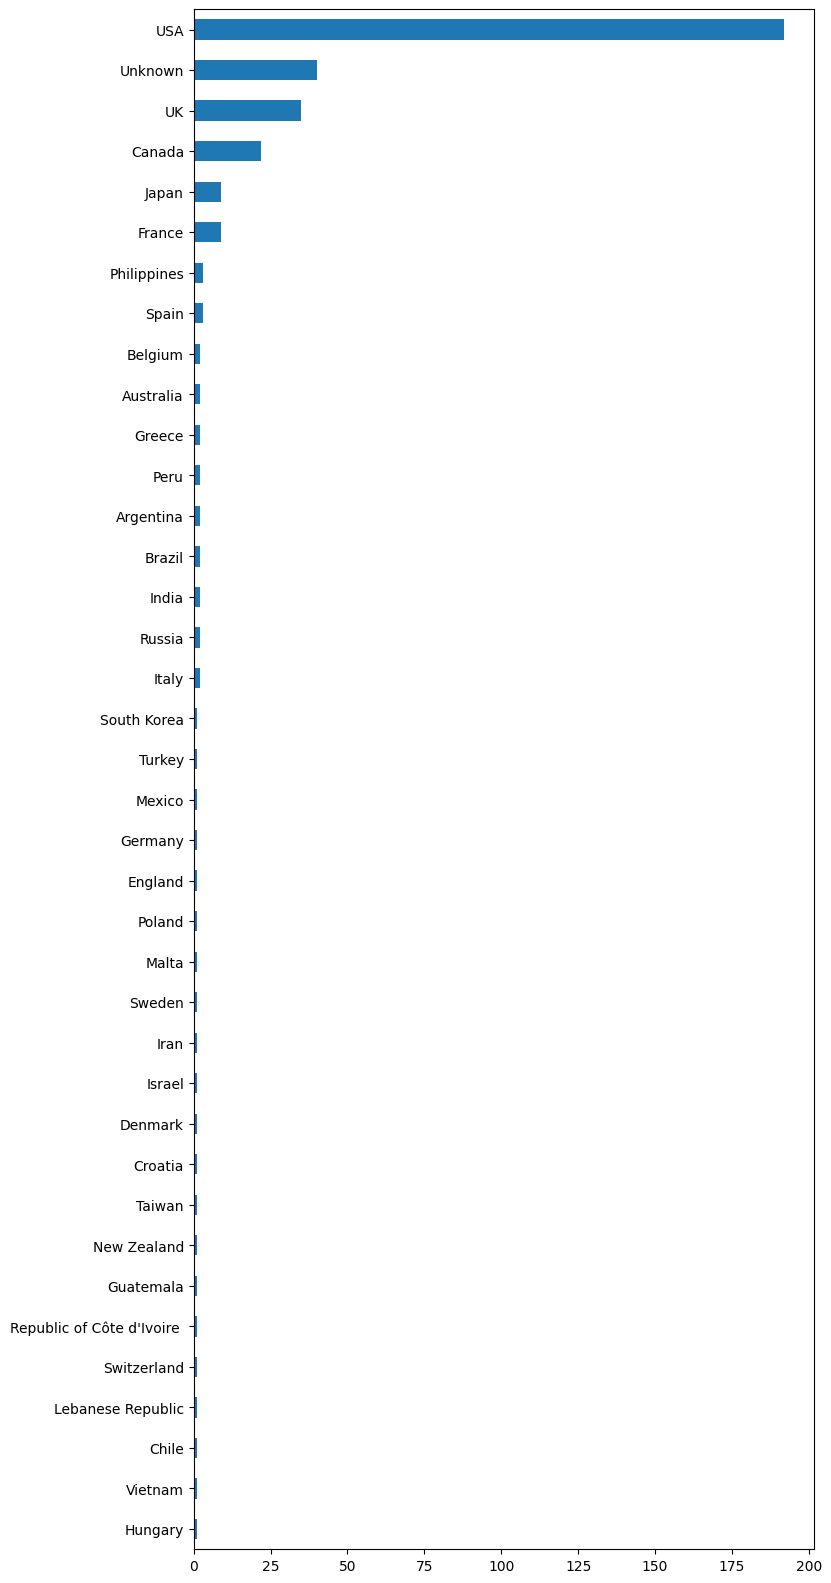 USA
Unknown
UK
Canada
Japan
France
Philippines
Spain
Belgium
Australia
Greece
Peru
Argentina
Brazil
India
Russia
Italy
South Korea
Turkey
Mexico
Germany
England
Poland
Malta
Sweden
Iran
Israel
Denmark
Croatia
Taiwan
New Zealand
Guatemala
Republic of Côte d'Ivoire
Switzerland
Lebanese Republic
Chile
Vietnam
Hungary
0 25 50 75 100 125 150 175 200